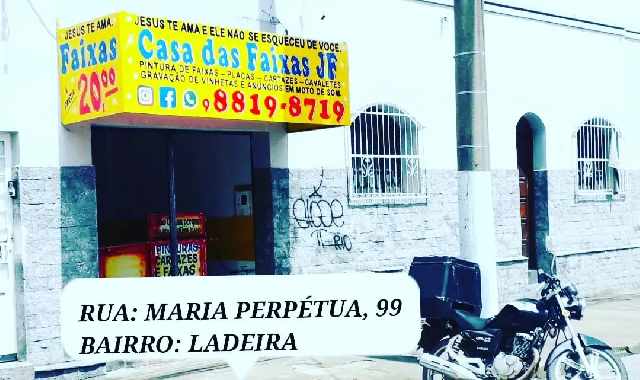 JESUS TE AMA.
Faixas
20,00
JESUS TE AMA E ELE NÃO SE ESQUECEU DE VOCÊ.
Casa das Faixas JF
PINTURA DE FAIXAS - PLACAS - CARTAZES - CAVALETES
GRAVAÇÃO DE VINHETAS E ANÚNCIOS EM MOTO DE SOM.
9 8819-8719
PINTURAS
CARTAZES
E FAIXAS
RUA: MARIA PERPÉTUA, 99
BAIRRO: LADEIRA